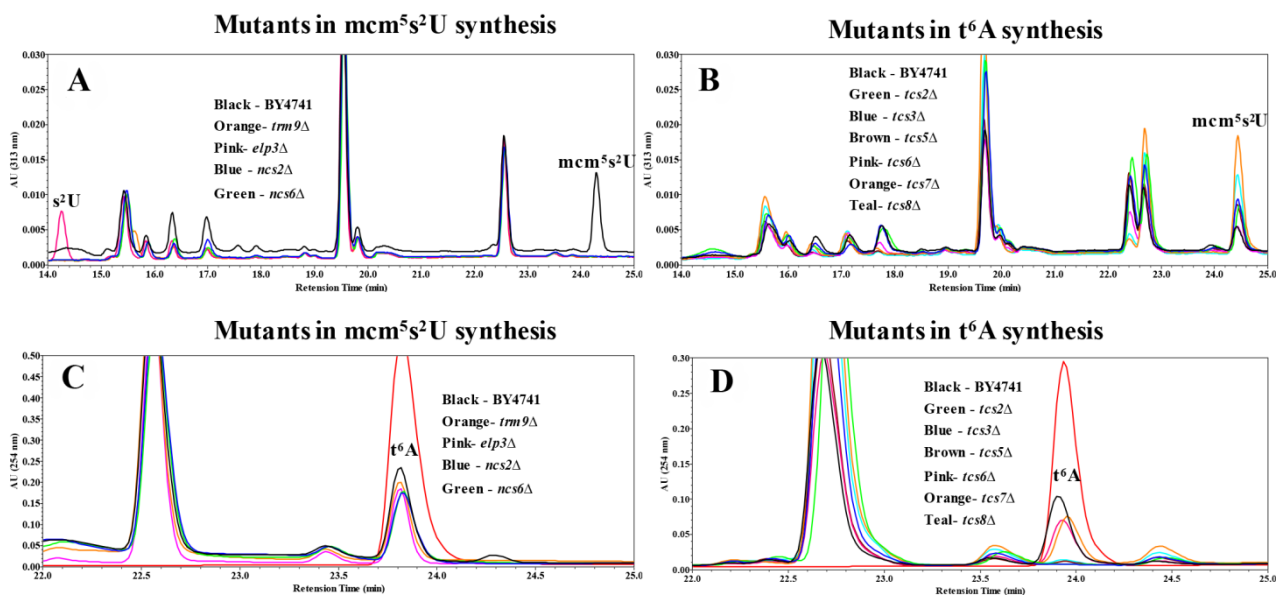 Mutants in mcm⁵s²U synthesis
A
AU (313 nm)
0.030
0.025
0.020
0.015
0.010
0.005
0.000
Black - BY4741
Orange- trm9Δ
Pink- elp3Δ
Blue - ncs2Δ
Green - ncs6Δ
s²U
mcm⁵s²U
14.0 15.0 16.0 17.0 18.0 19.0 20.0 21.0 22.0 23.0 24.0 25.0
Retention Time (min)
Mutants in t⁶A synthesis
B
AU (313 nm)
0.030
0.025
0.020
0.015
0.010
0.005
0.000
Black - BY4741
Green - tcs2Δ
Blue - tcs3Δ
Brown - tcs5Δ
Pink- tcs6Δ
Orange- tcs7Δ
Teal- tcs8Δ
mcm⁵s²U
14.0 15.0 16.0 17.0 18.0 19.0 20.0 21.0 22.0 23.0 24.0 25.0
Retention Time (min)
Mutants in mcm⁵s²U synthesis
C
AU (254 nm)
0.50
0.45
0.40
0.35
0.30
0.25
0.20
0.15
0.10
0.05
0.00
Black - BY4741
Orange- trm9Δ
Pink- elp3Δ
Blue - ncs2Δ
Green - ncs6Δ
t⁶A
22.0 22.5 23.0 23.5 24.0 24.5 25.0
Retention Time (min)
Mutants in t⁶A synthesis
D
AU (254 nm)
0.30
0.25
0.20
0.15
0.10
0.05
0.00
Black - BY4741
Green - tcs2Δ
Blue - tcs3Δ
Brown - tcs5Δ
Pink- tcs6Δ
Orange- tcs7Δ
Teal- tcs8Δ
t⁶A
22.0 22.5 23.0 23.5 24.0 24.5 25.0
Retention Time (min)